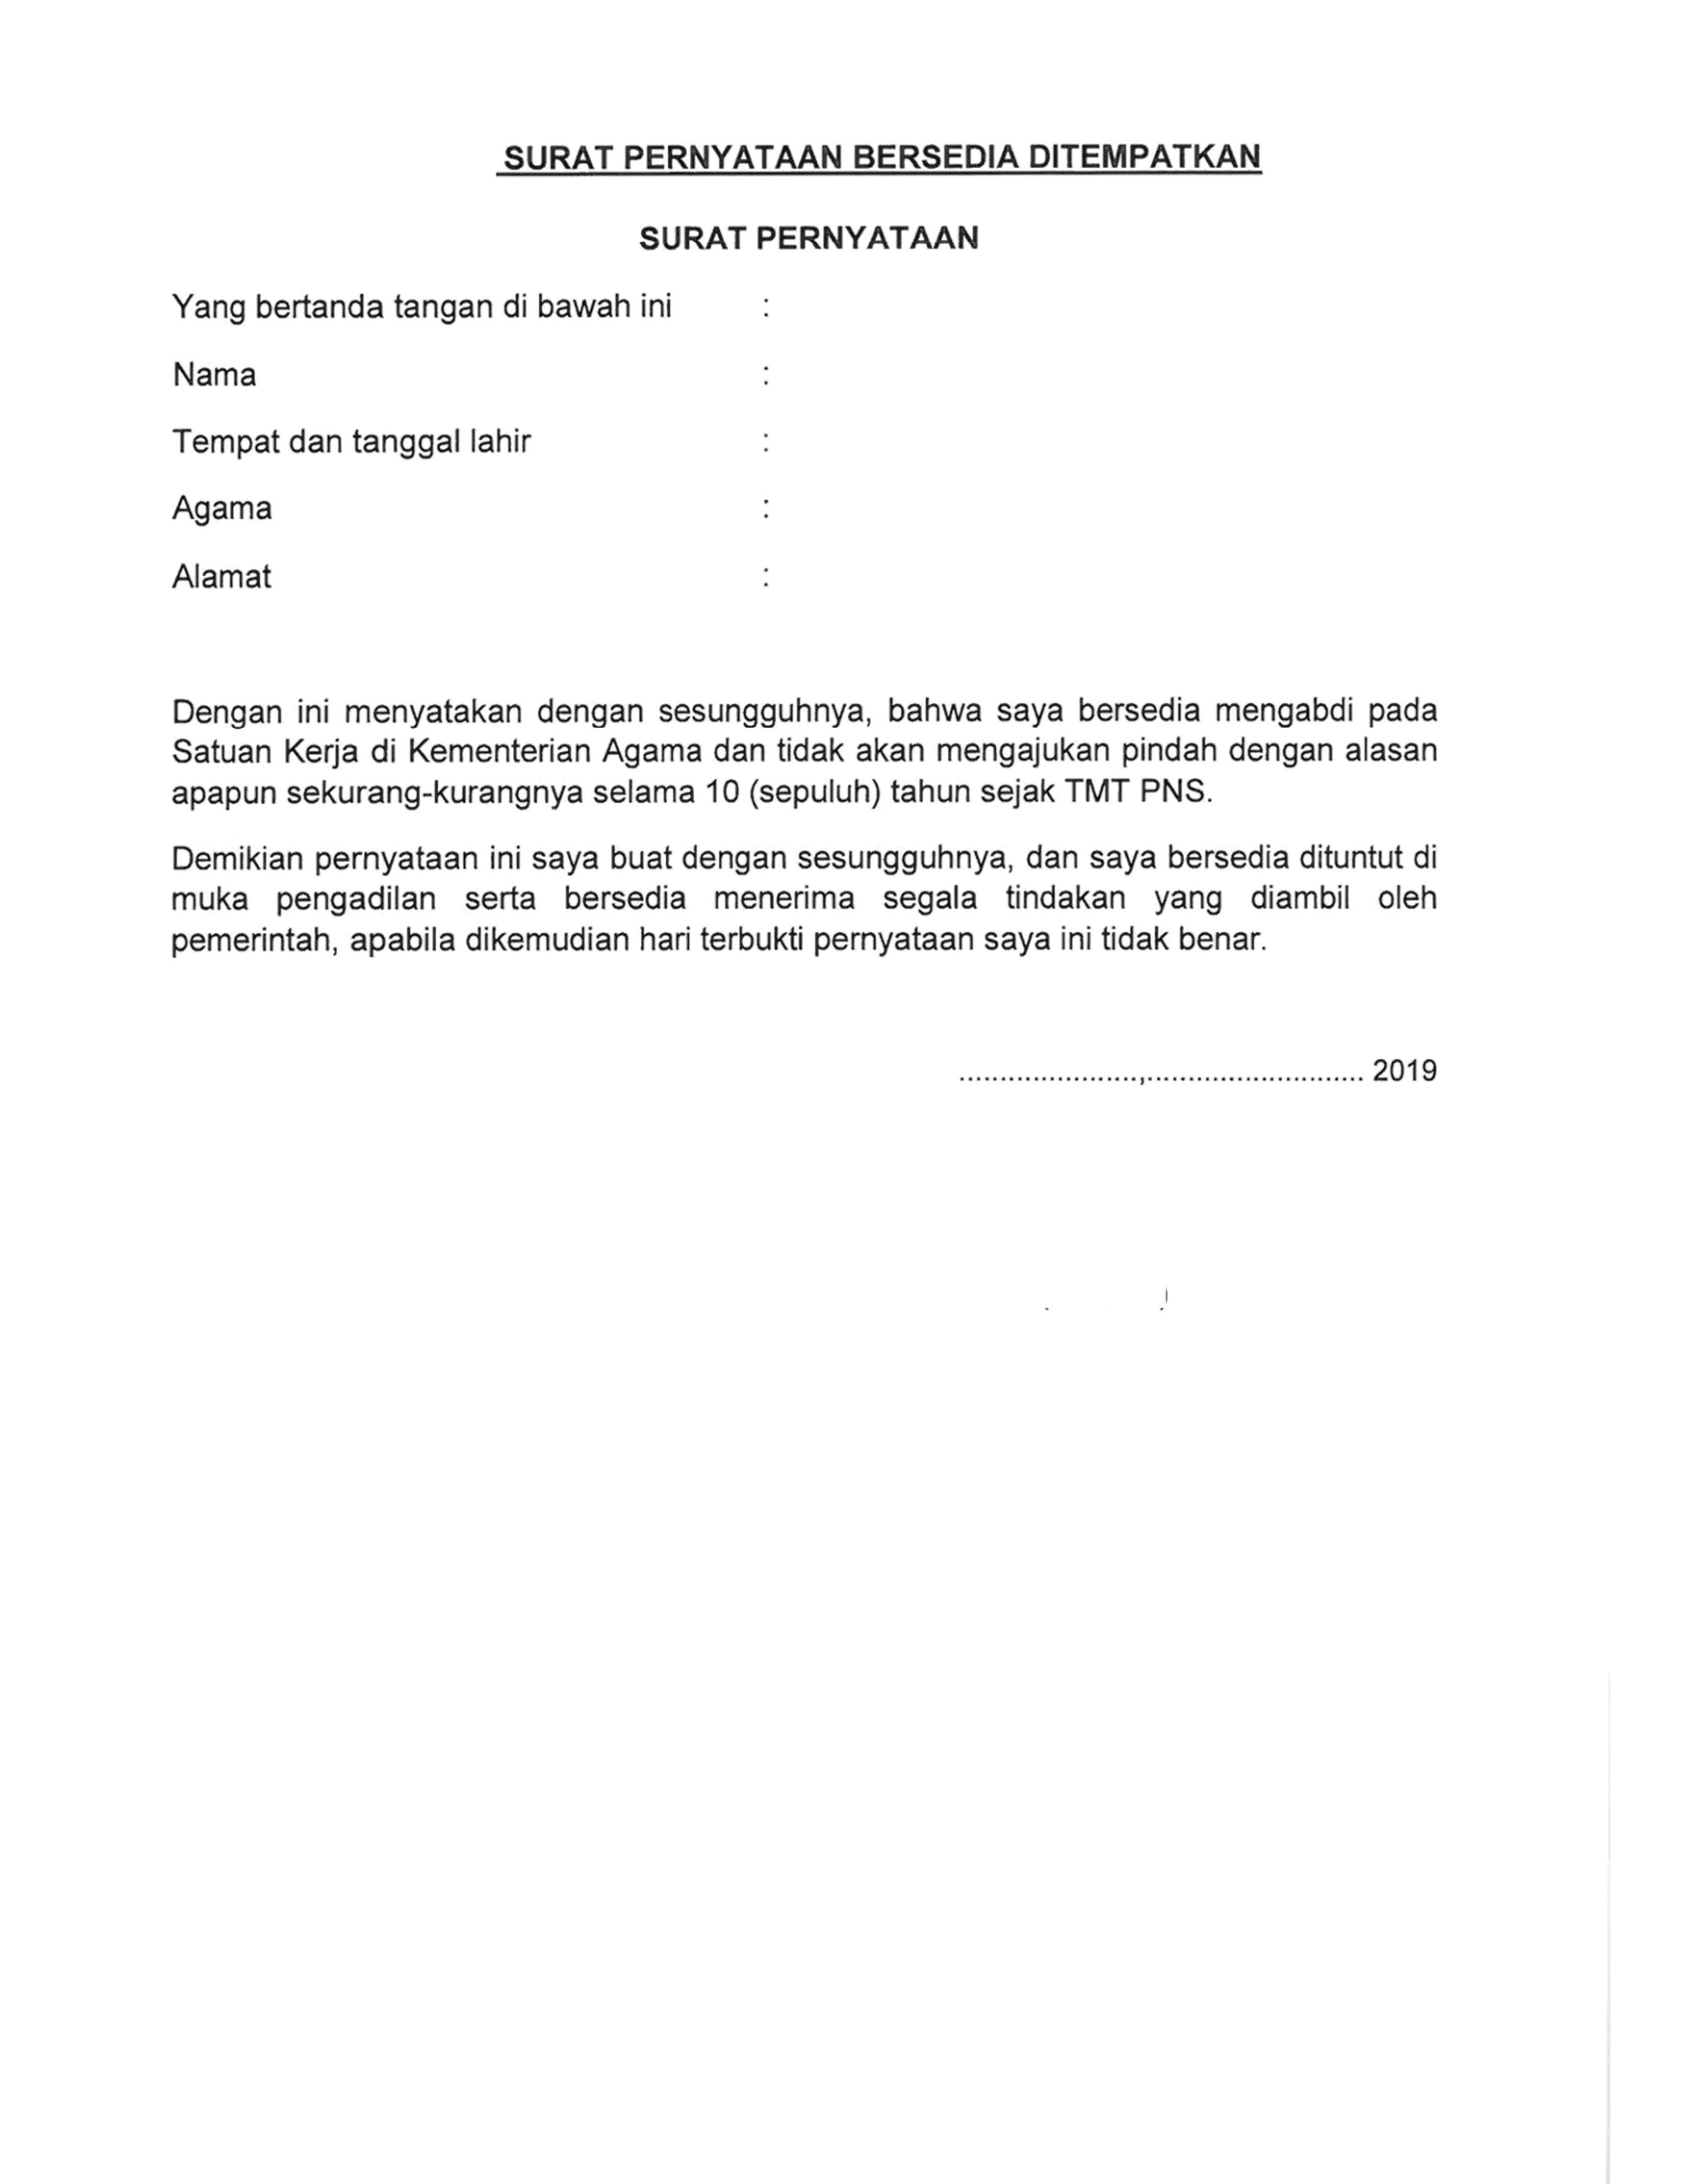 SURAT PERNYATAAN BERSEDIA DITEMPATKAN
SURAT PERNYATAAN
Yang bertanda tangan di bawah ini :
Nama :
Tempat dan tanggal lahir :
Agama :
Alamat :
Dengan ini menyatakan dengan sesungguhnya, bahwa saya bersedia mengabdi pada
Satuan Kerja di Kementerian Agama dan tidak akan mengajukan pindah dengan alasan
apapun sekurang-kurangnya selama 10 (sepuluh) tahun sejak TMT PNS.
Demikian pernyataan ini saya buat dengan sesungguhnya, dan saya bersedia dituntut di
muka pengadilan serta bersedia menerima segala tindakan yang diambil oleh
pemerintah, apabila dikemudian hari terbukti pernyataan saya ini tidak benar.
......................,........................... 2019